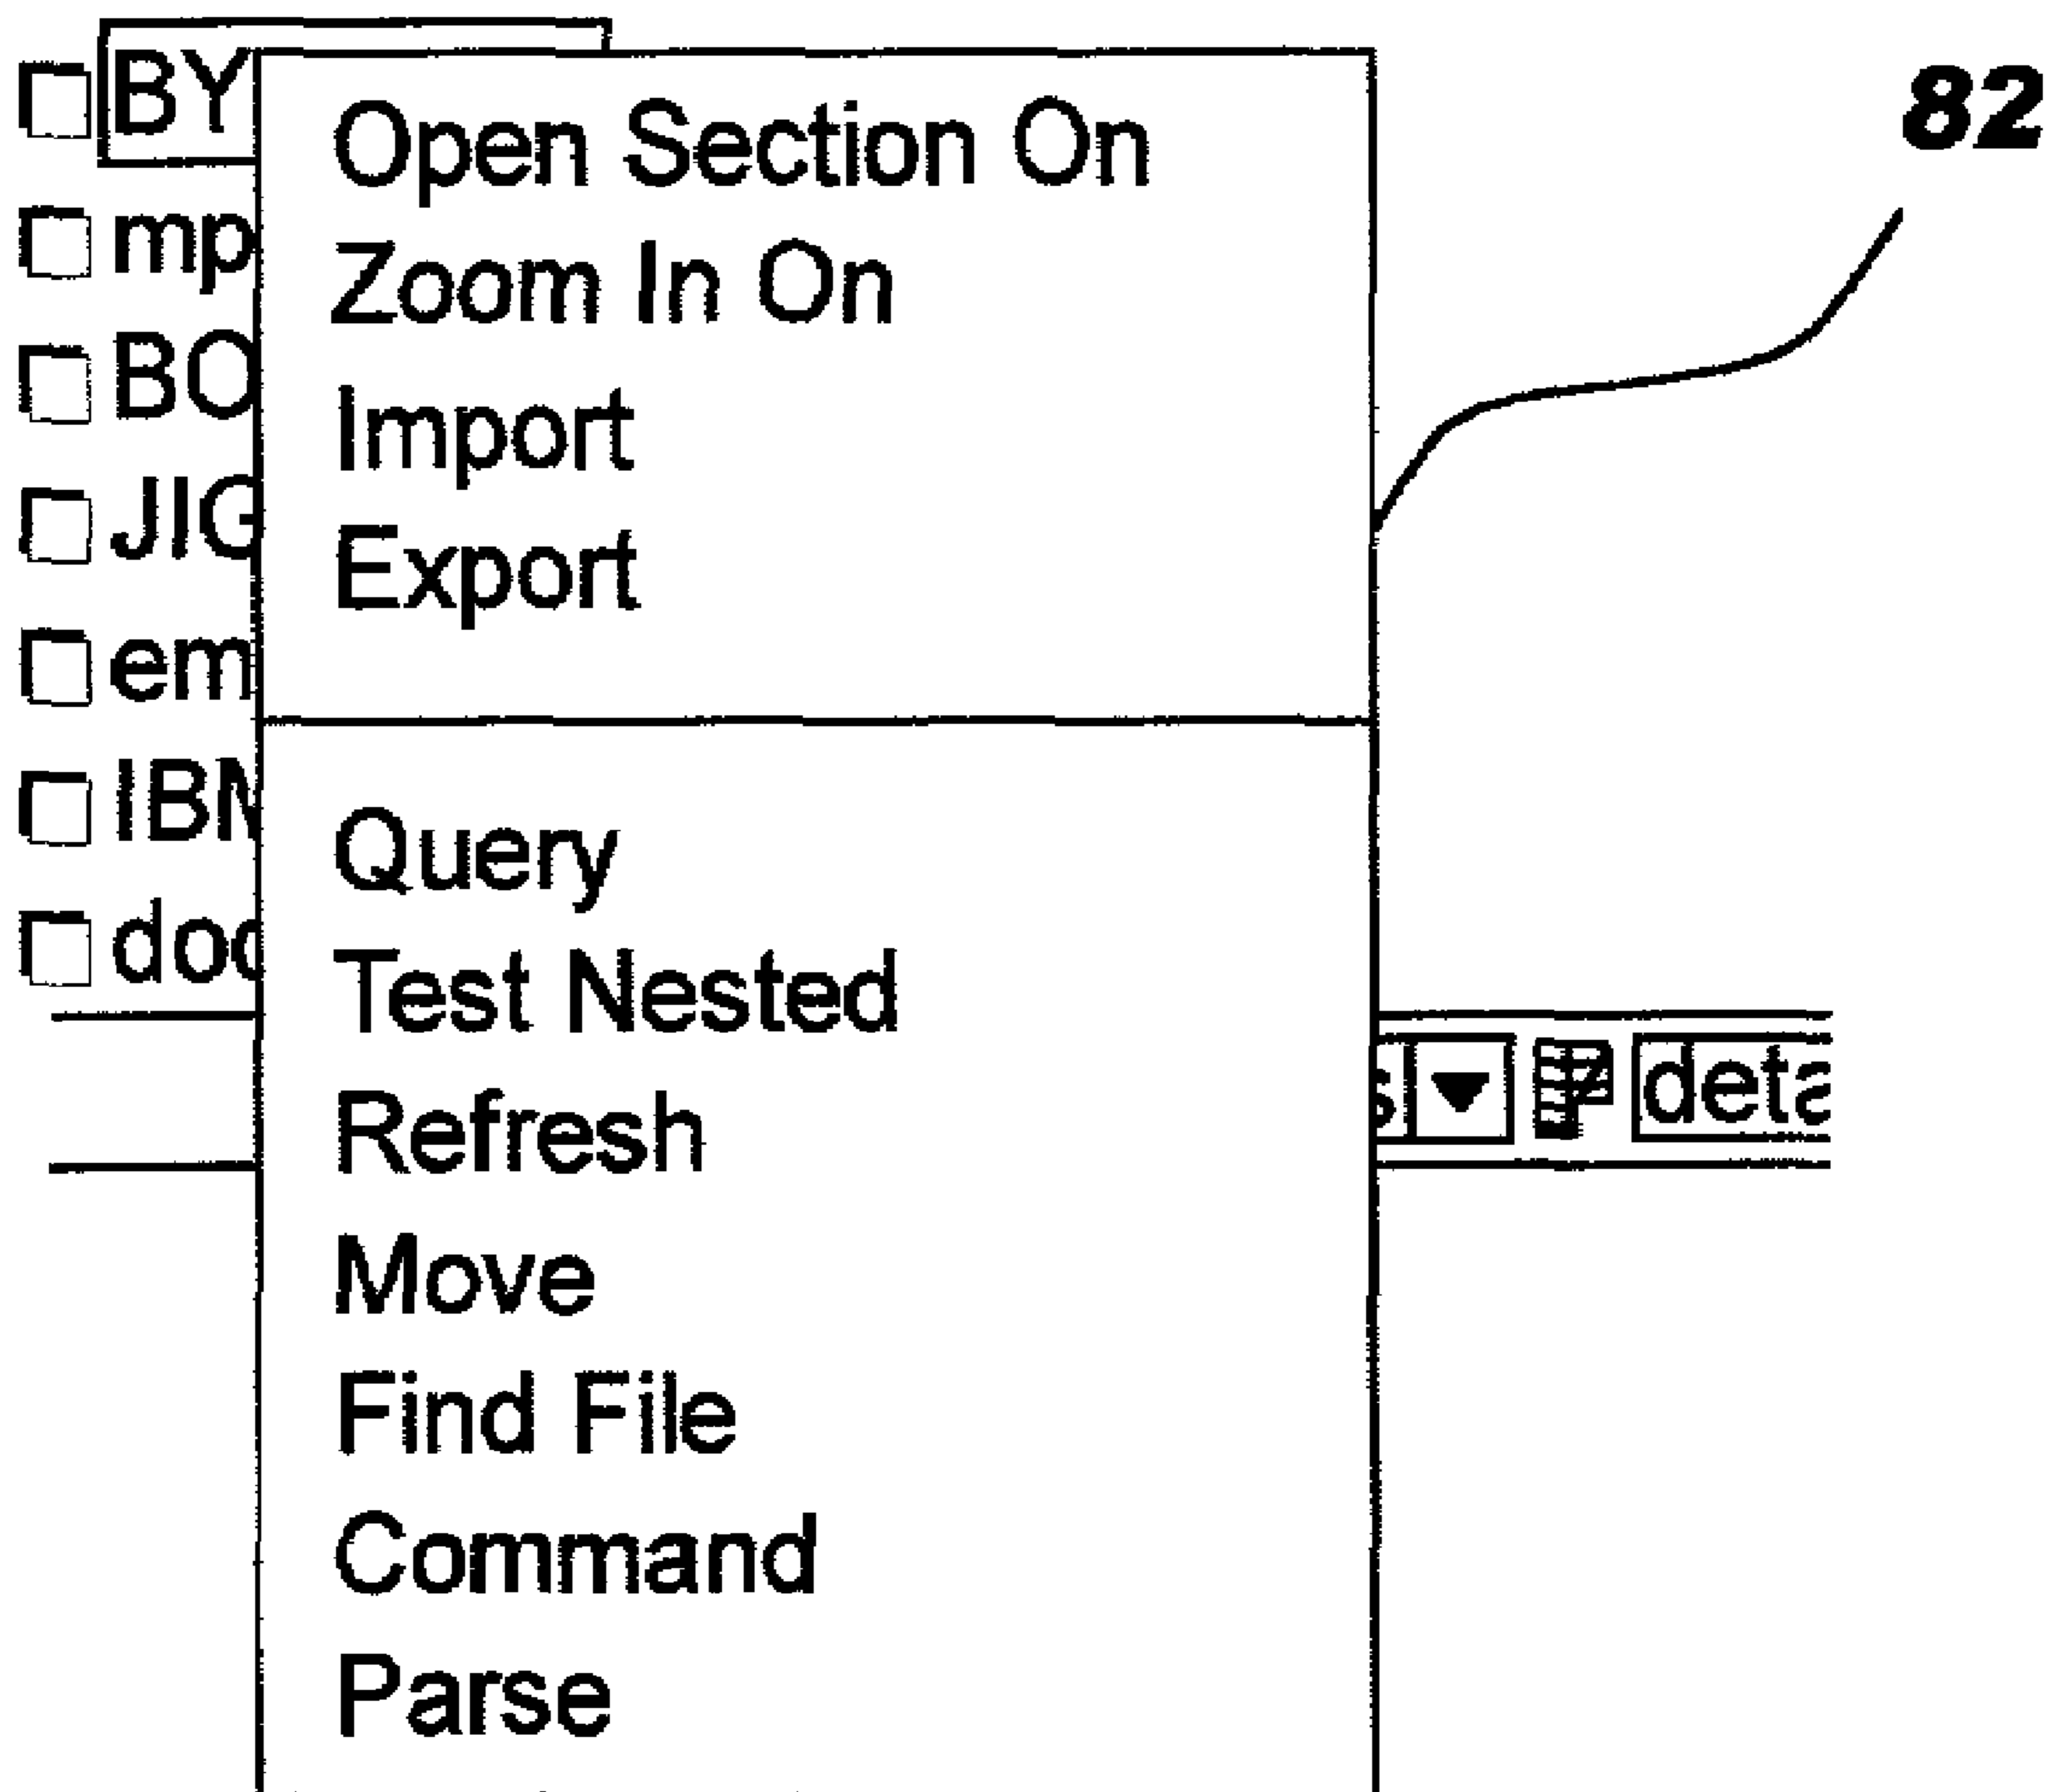 BY
82
Open Section On
mp
Zoom In On
BO
Import
JIG
Export
em
IBM
Query
doc
Test Nested
s deta
Refresh
Move
Find File
Command
Parse